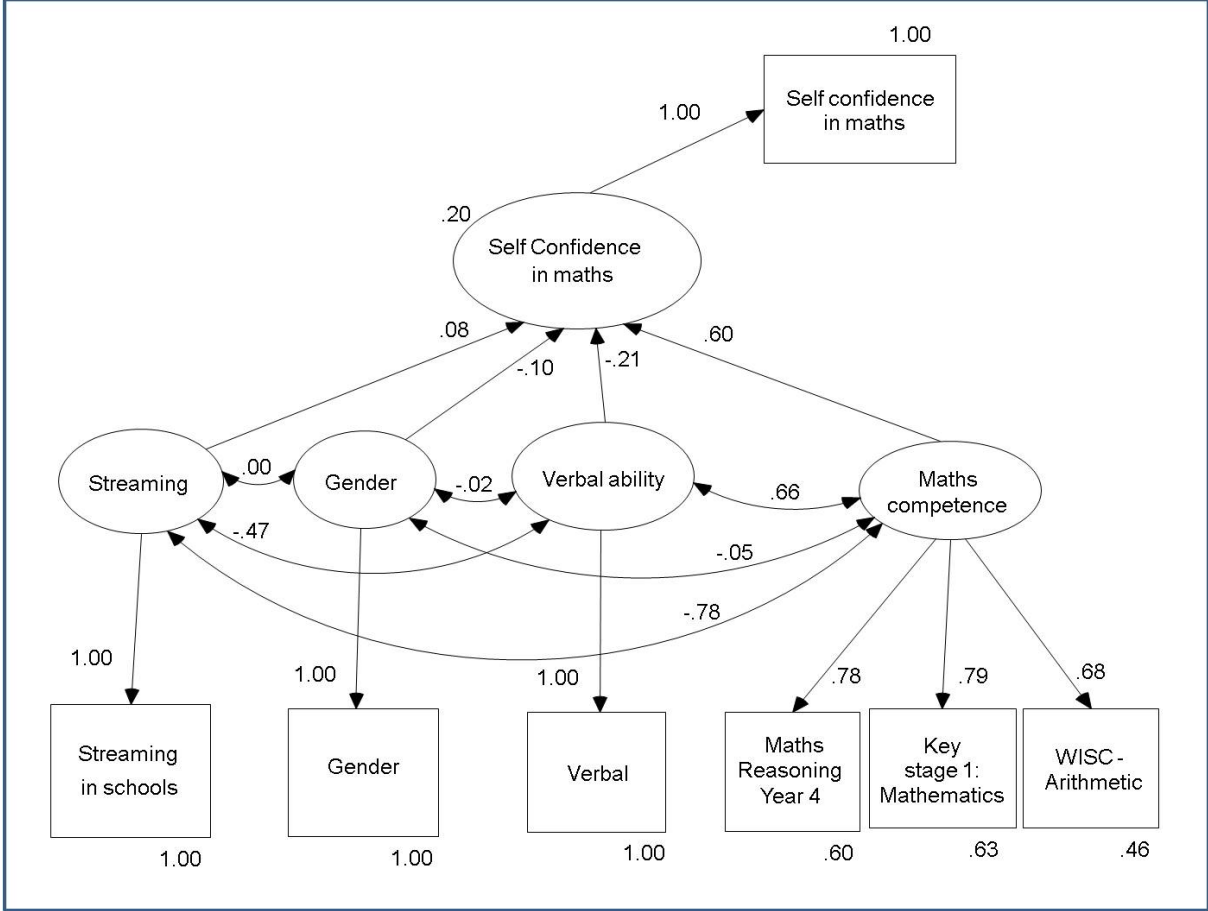 1.00
Self confidence
in maths
1.00
.20
Self Confidence
in maths
.08
-.10
-.21
.60
Streaming
.00
Gender
-.02
Verbal ability
.66
Maths
competence
-.47
-.05
-.78
1.00
1.00
1.00
.78
.79
.68
Streaming
in schools
Gender
Verbal
Maths
Reasoning
Year 4
Key
stage 1:
Mathematics
WISC -
Arithmetic
1.00
1.00
1.00
.60
.63
.46